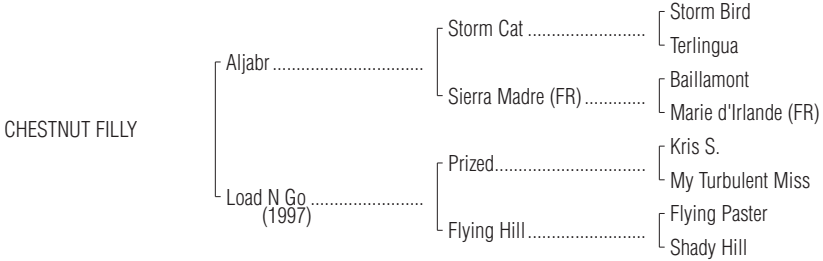 Storm Bird
Storm Cat ..........................
Terlingua
Aljabr .................................
Baillamont
Sierra Madre (FR) .............
Marie d'Irlande (FR)
CHESTNUT FILLY
Kris S.
Prized.................................
My Turbulent Miss
Load N Go .........................
(1997)
Flying Paster
Flying Hill ..........................
Shady Hill